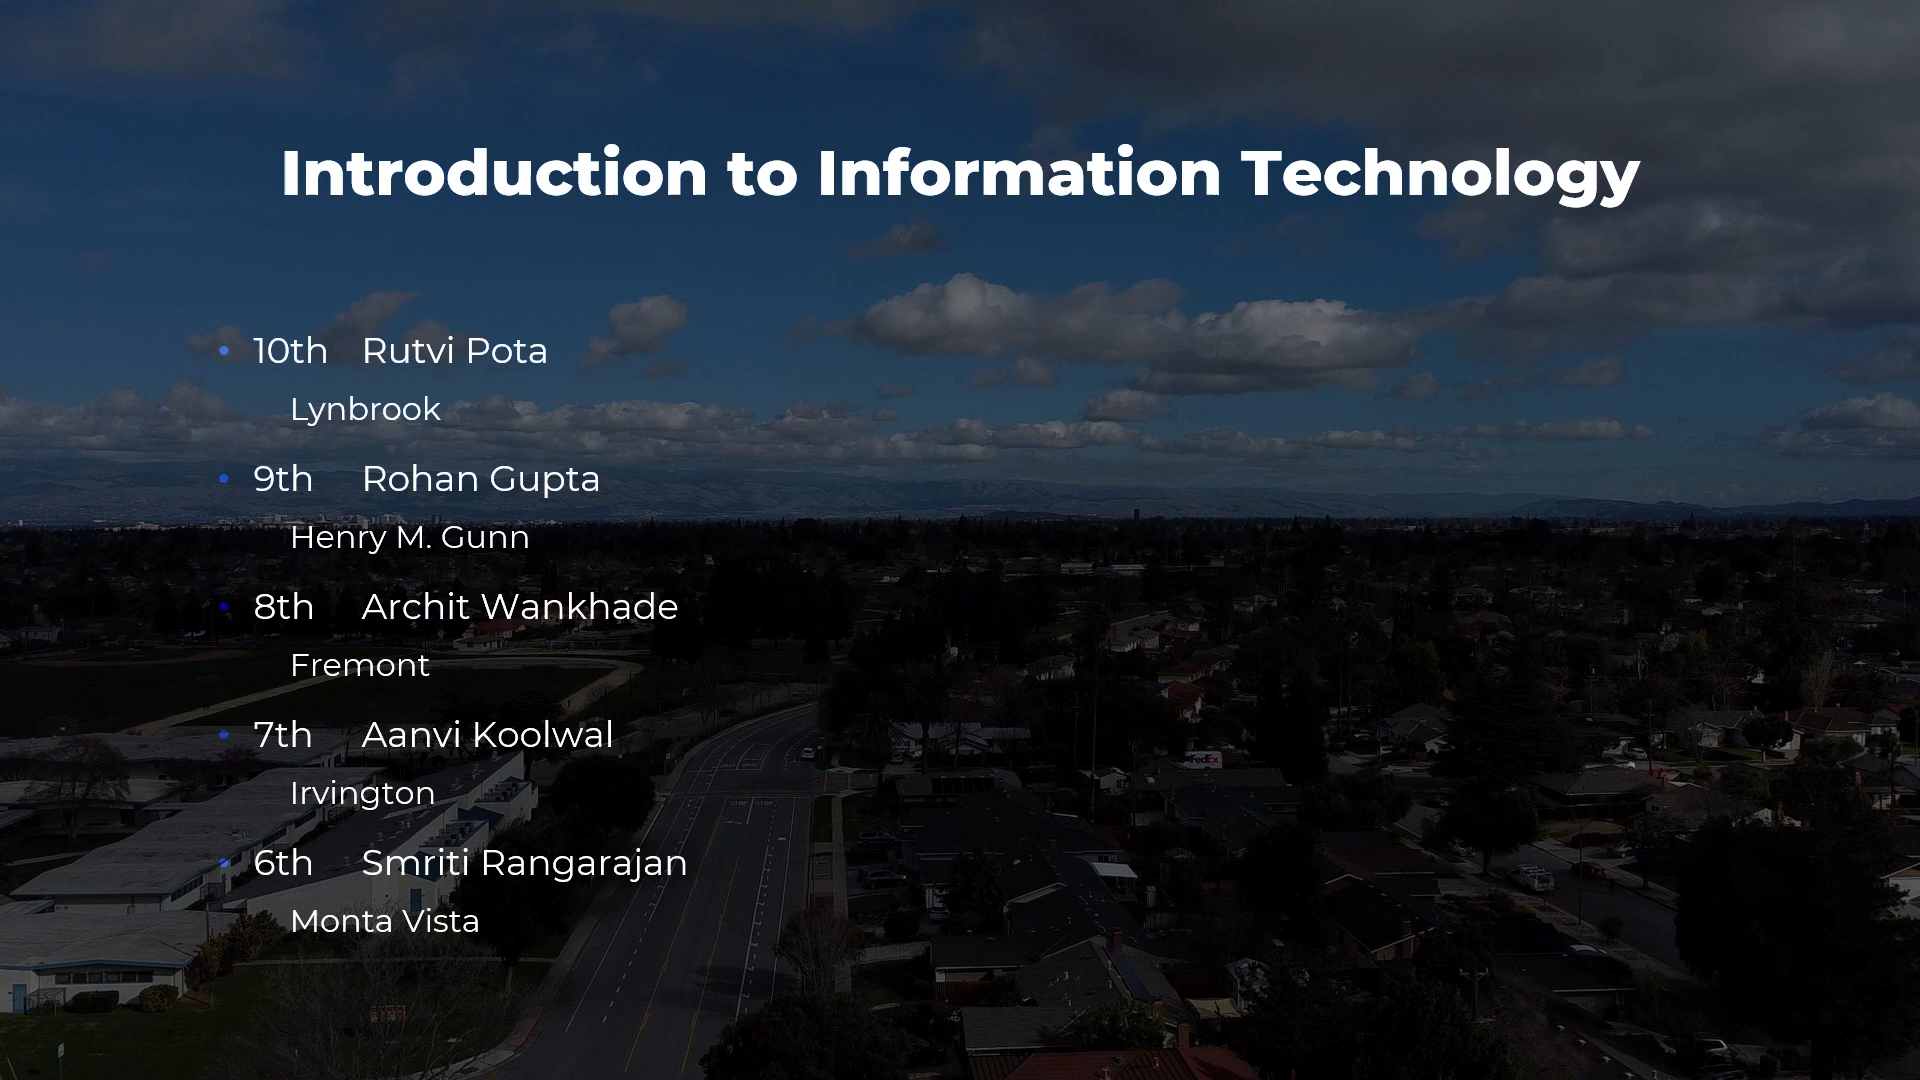 Introduction to Information Technology
• 10th Rutvi Pota
Lynbrook
• 9th Rohan Gupta
Henry M. Gunn
• 8th Archit Wankhade
Fremont
• 7th Aanvi Koolwal
Irvington
FedEx
• 6th Smriti Rangarajan
Monta Vista